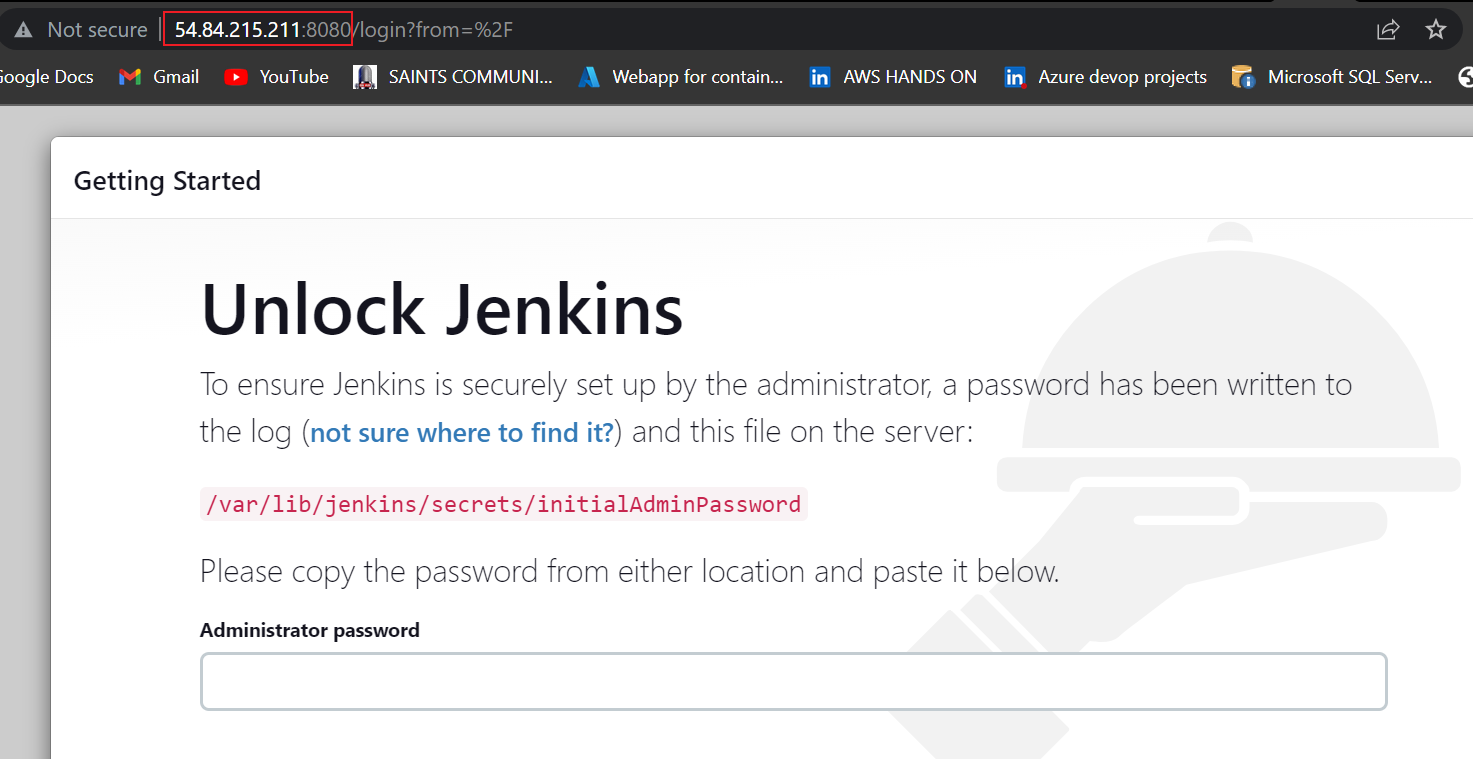 Not secure 54.84.215.211:8080/login?from=%2F
oogle Docs Gmail YouTube SAINTS COMMUNI... Webapp for contain... AWS HANDS ON Azure devop projects Microsoft SQL Serv...
Getting Started
Unlock Jenkins
To ensure Jenkins is securely set up by the administrator, a password has been written to
the log (not sure where to find it?) and this file on the server:
/var/lib/jenkins/secrets/initialAdminPassword
Please copy the password from either location and paste it below.
Administrator password